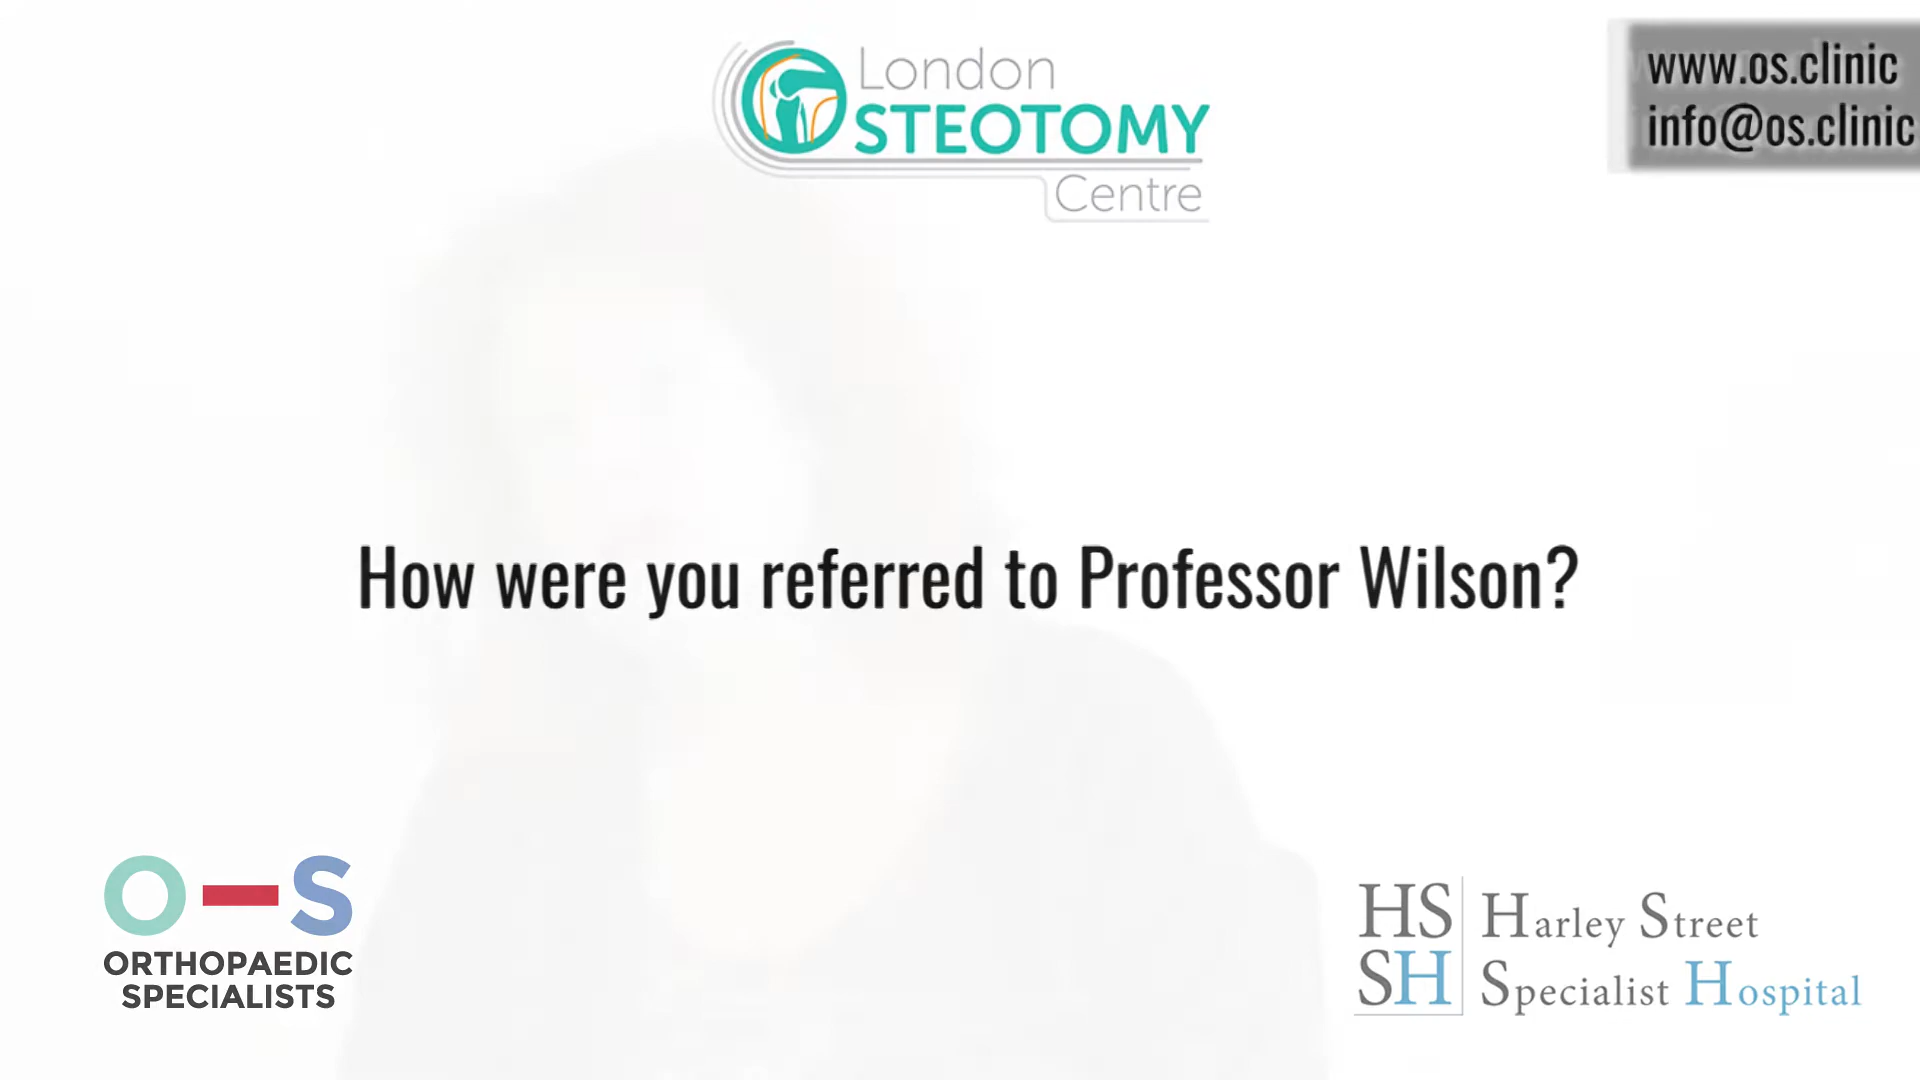 London
STEOTOMY
Centre
www.os.clinic
info@os.clinic
How were you referred to Professor Wilson?
O-S
ORTHOPAEDIC
SPECIALISTS
HS
SH
Harley Street
Specialist Hospital